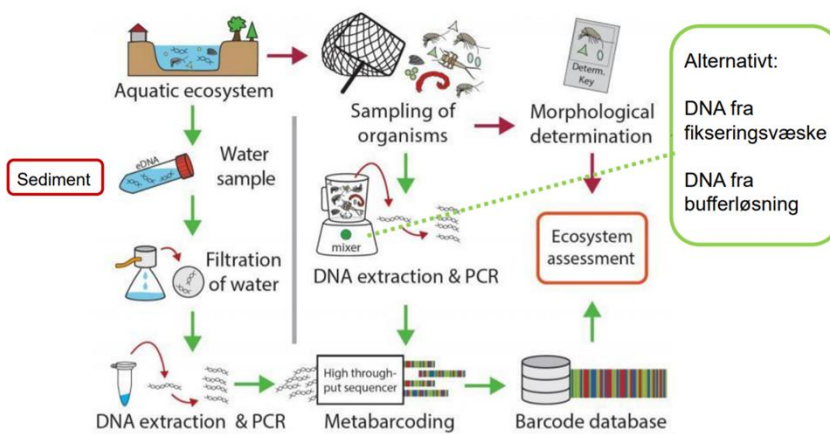 Aquatic ecosystem
Sampling of
organisms
Determ.
Key
Morphological
determination
Alternativt:
DNA fra
fikseringsvæske
DNA fra
bufferløsning
Sediment
eDNA
Water
sample
mixer
Filtration
of water
DNA extraction & PCR
Ecosystem
assessment
DNA extraction & PCR
High through-
put sequencer
Metabarcoding
Barcode database